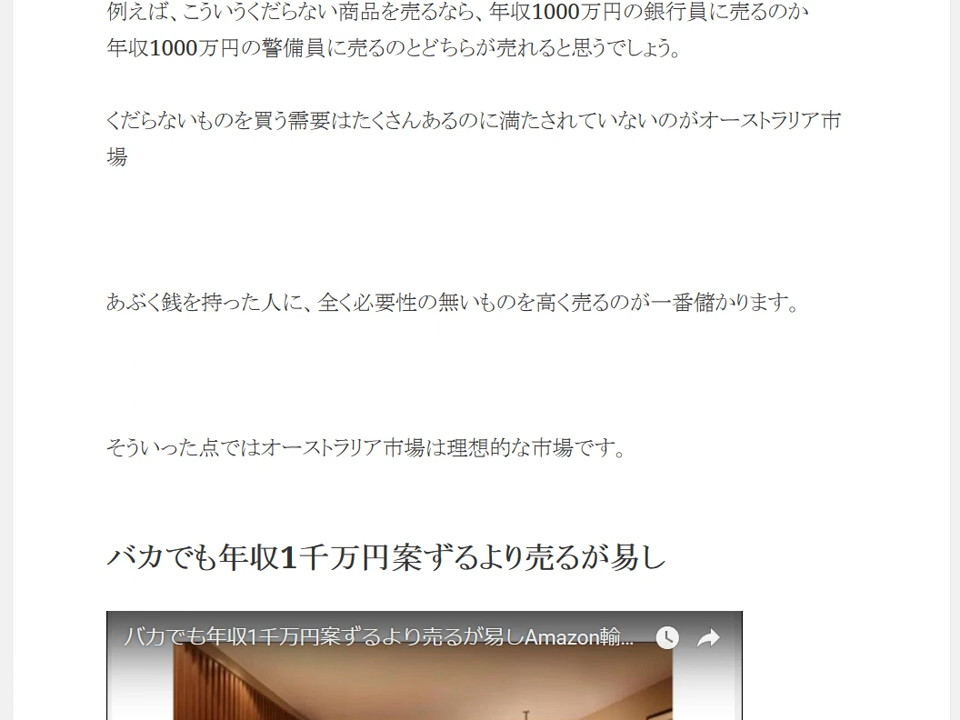 例えば、こういうくだらない商品を売るなら、年収1000万円の銀行員に売るのか
年収1000万円の警備員に売るのとどちらが売れると思うでしょう。
くだらないものを買う需要はたくさんあるのに満たされていないのがオーストラリア市
場
あぶく銭を持った人に、全く必要性の無いものを高く売るのが一番儲かります。
そういった点ではオーストラリア市場は理想的な市場です。
バカでも年収1千万円案ずるより売るが易し
バカでも年収1千万円案ずるより売るが易しAmazon輸...